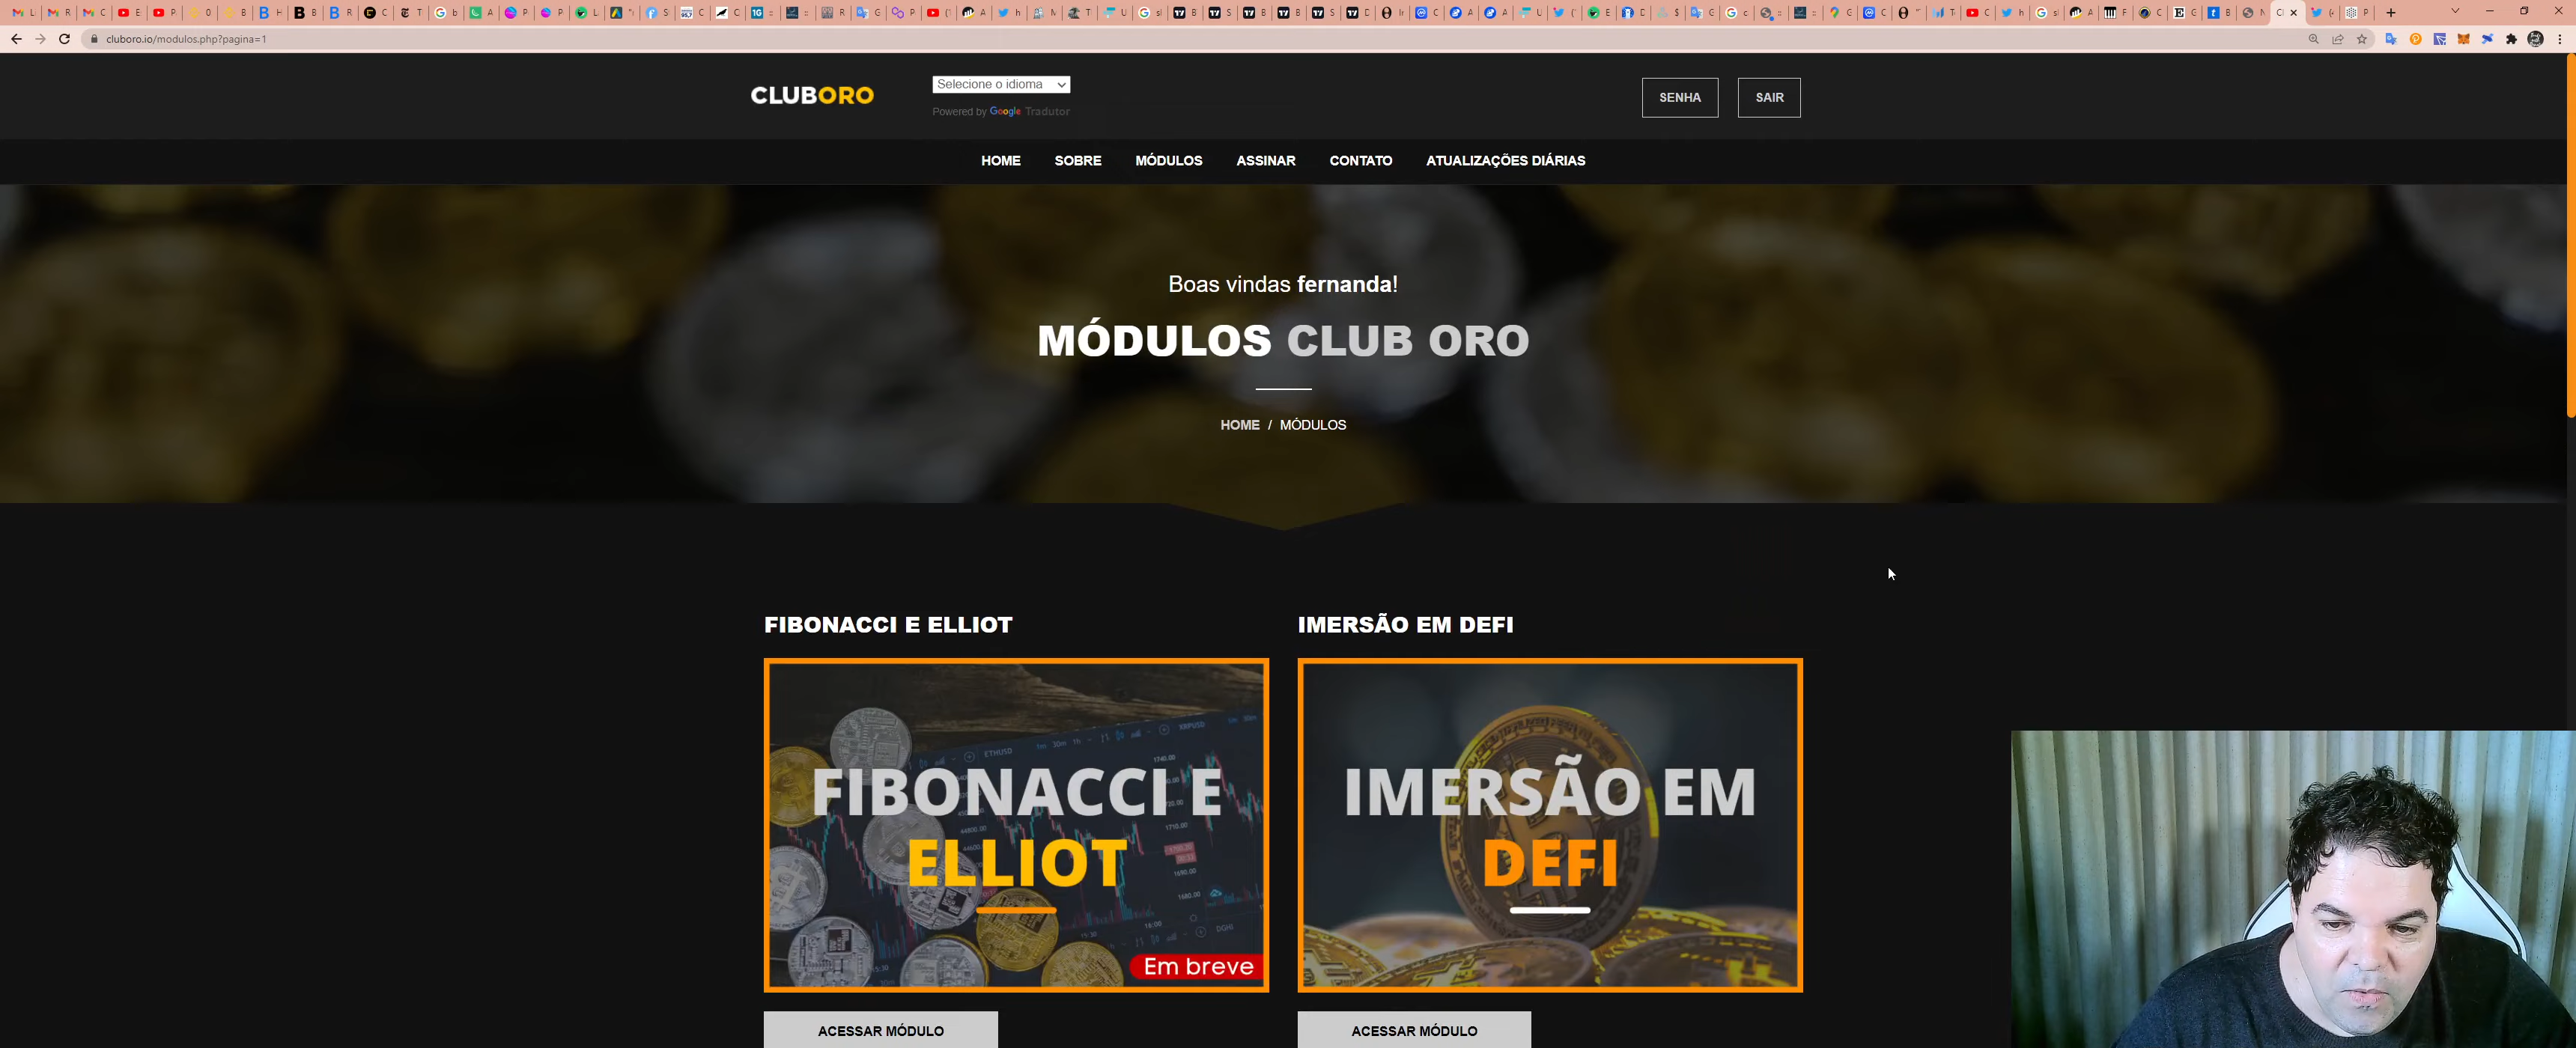 cluboro.io/modulos.php?pagina=1
CLUBORO
Selecione o idioma
Powered by Google Tradutor
SENHA
SAIR
HOME SOBRE MÓDULOS ASSINAR CONTATO ATUALIZAÇÕES DIÁRIAS
Boas vindas fernanda!
MÓDULOS CLUB ORO
HOME / MÓDULOS
FIBONACCI E ELLIOT
IMERSÃO EM DEFI
FIBONACCI E
ELLIOT
Em breve
IMERSÃO EM
DEFI
ACESSAR MÓDULO
ACESSAR MÓDULO